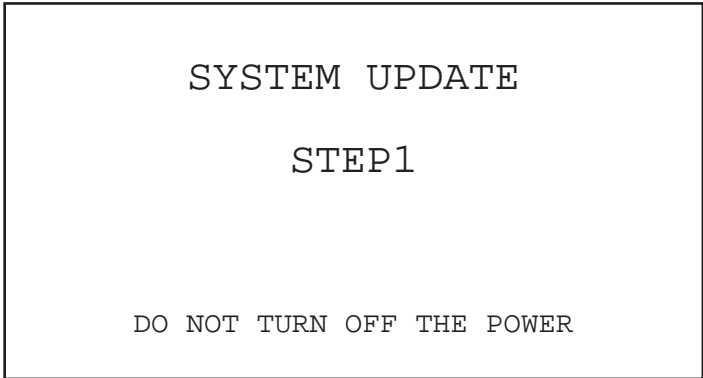 SYSTEM UPDATE
STEP1
DO NOT TURN OFF THE POWER